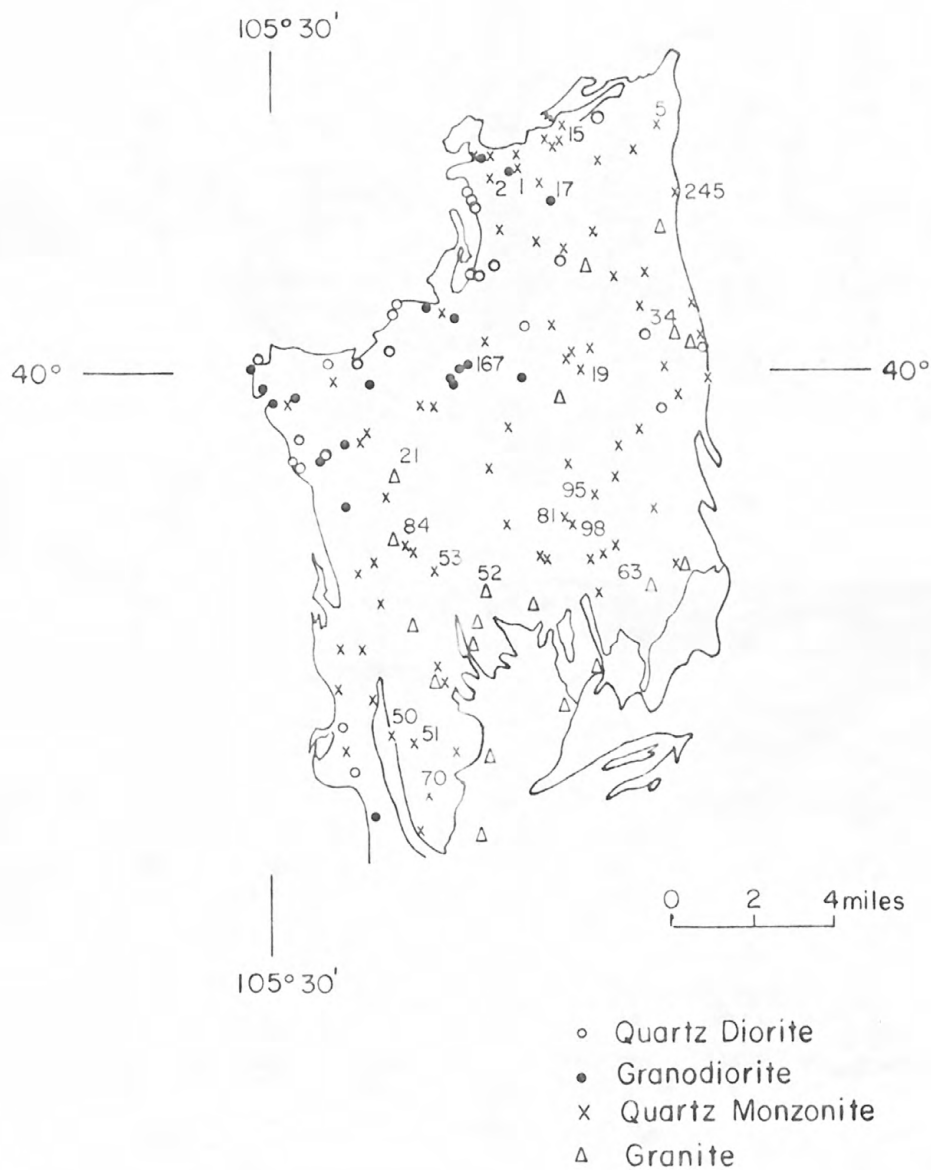 105° 30'
5
15
2 1 17
245
34
40° 167 19 40°
21
95
81 98
84
53 52 63
50 51
70
0 2 4 miles
105° 30'
Quartz Diorite
Granodiorite
Quartz Monzonite
Granite